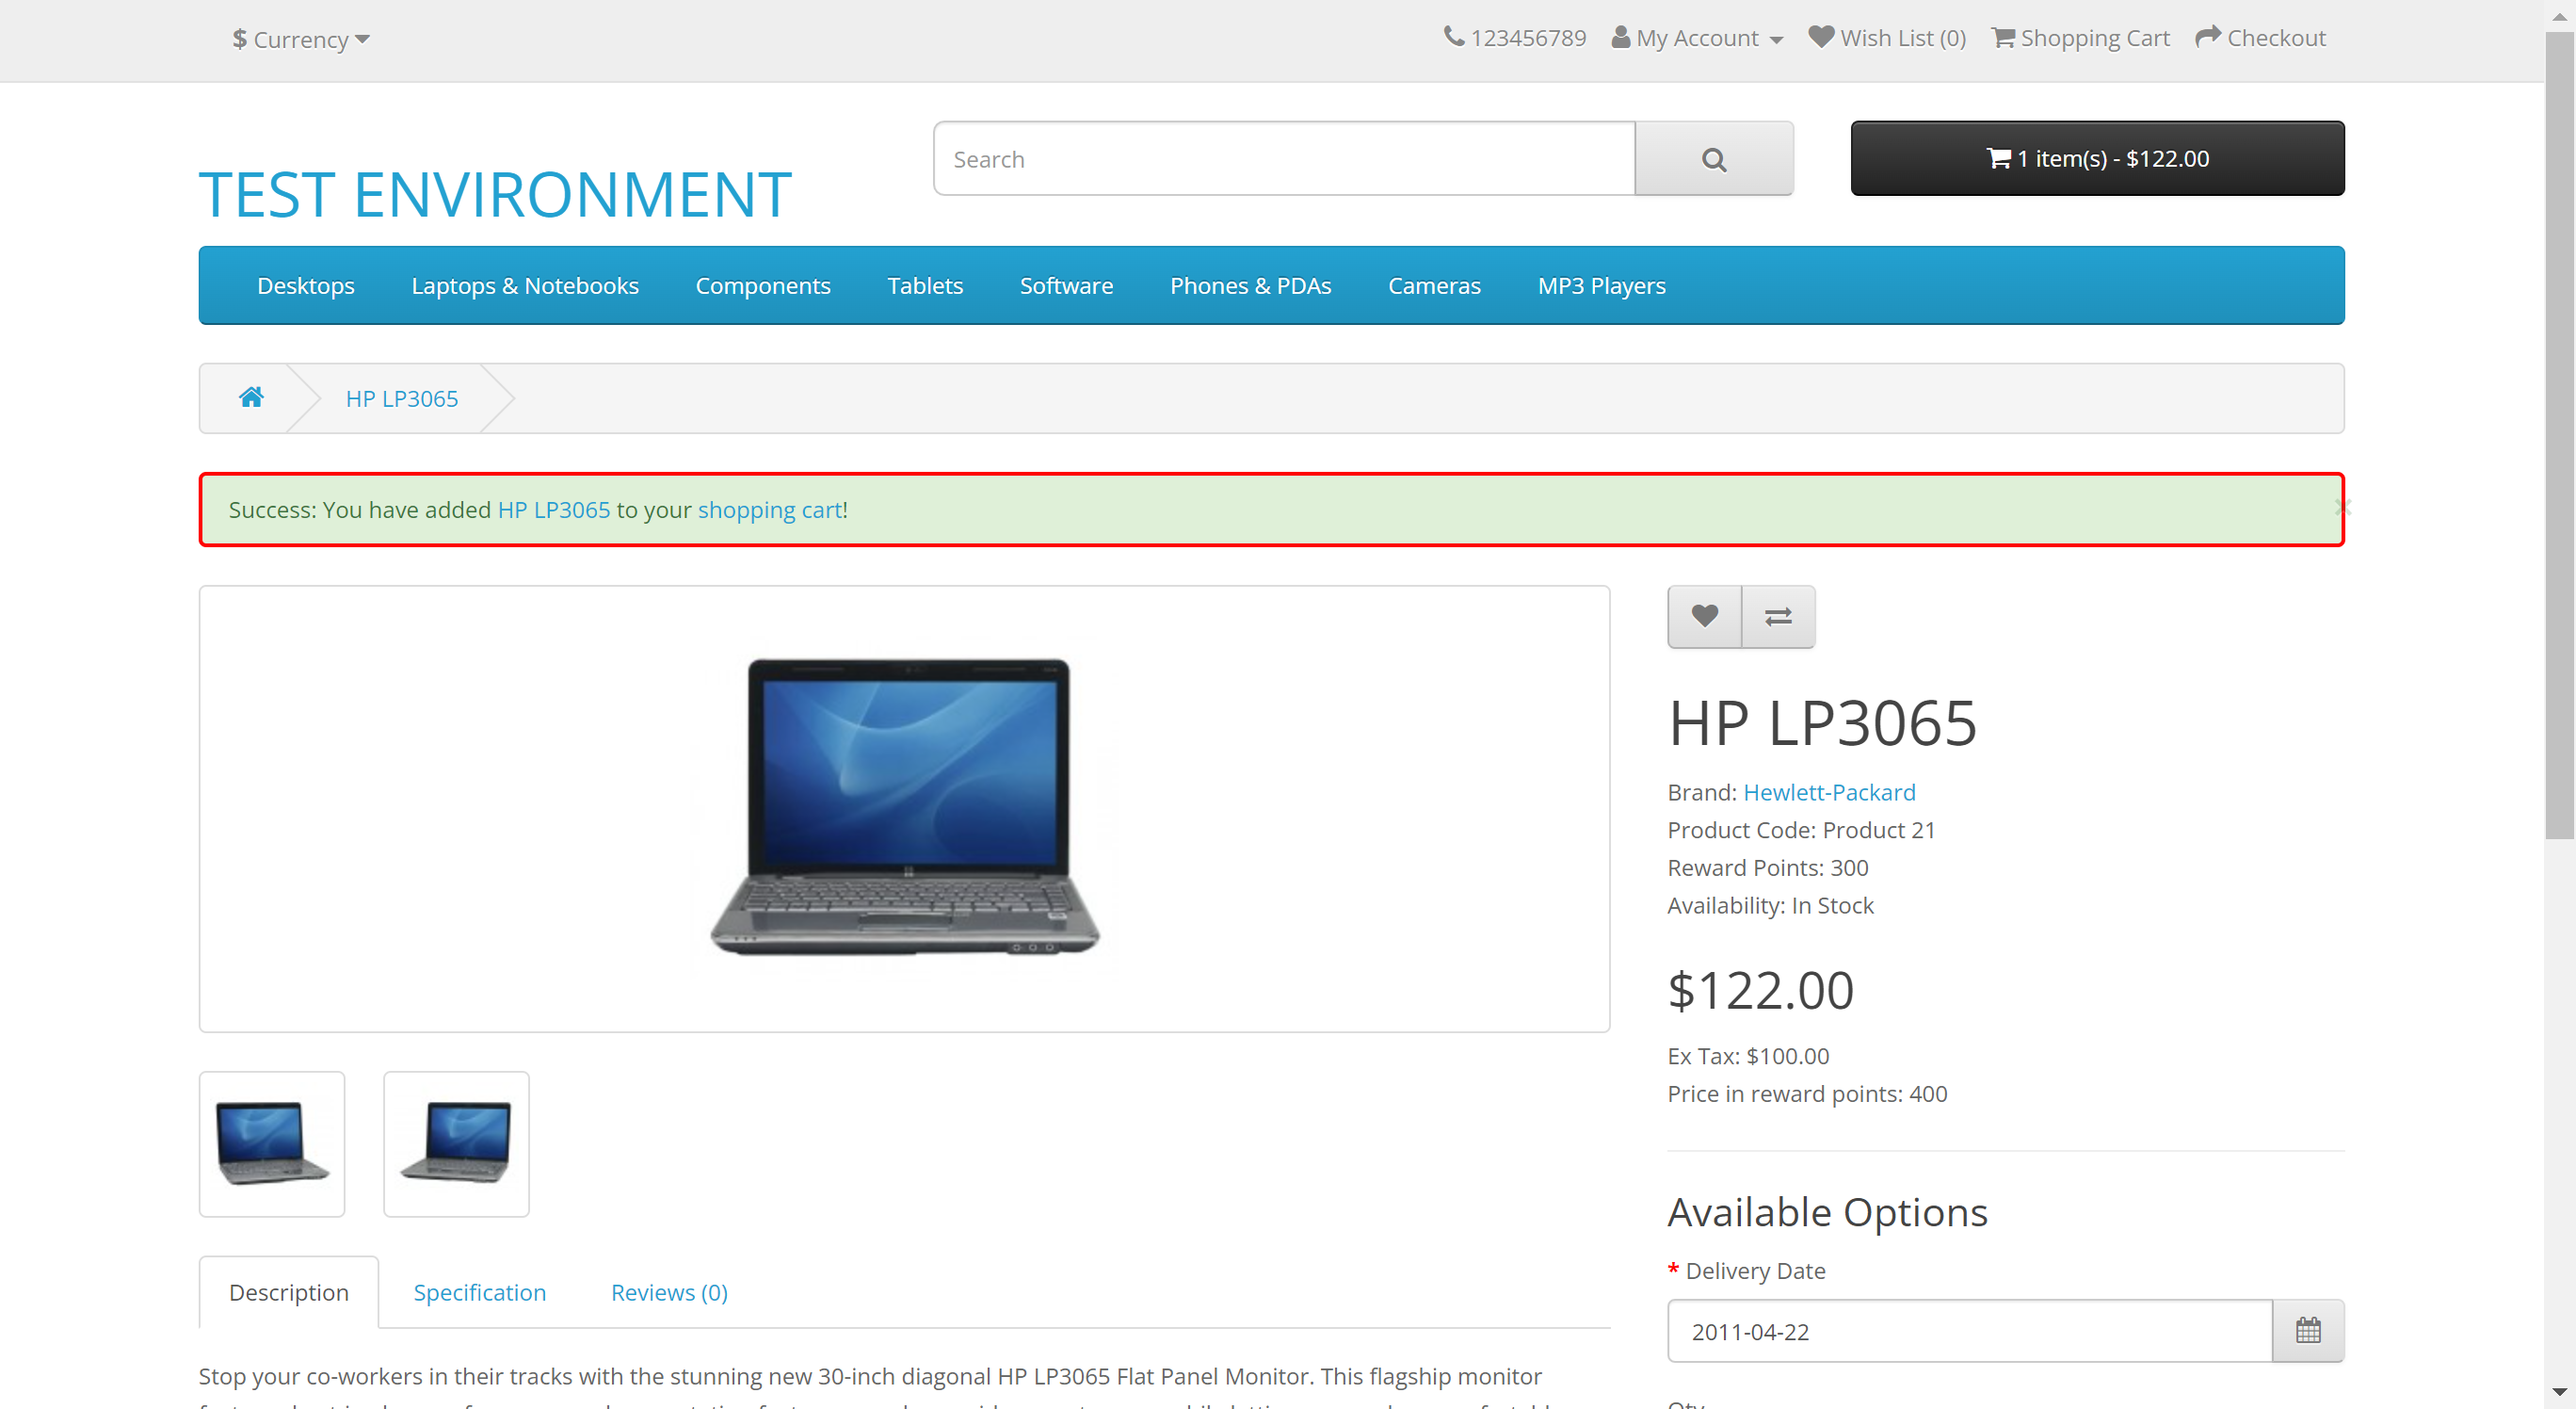 $ Currency
123456789 My Account Wish List (0) Shopping Cart Checkout
TEST ENVIRONMENT
Search
1 item(s) - $122.00
Desktops Laptops & Notebooks Components Tablets Software Phones & PDAs Cameras MP3 Players
HP LP3065
Success: You have added HP LP3065 to your shopping cart!
HP LP3065
Brand: Hewlett-Packard
Product Code: Product 21
Reward Points: 300
Availability: In Stock
$122.00
Ex Tax: $100.00
Price in reward points: 400
Available Options
* Delivery Date
2011-04-22
Description Specification Reviews (0)
Stop your co-workers in their tracks with the stunning new 30-inch diagonal HP LP3065 Flat Panel Monitor. This flagship monitor